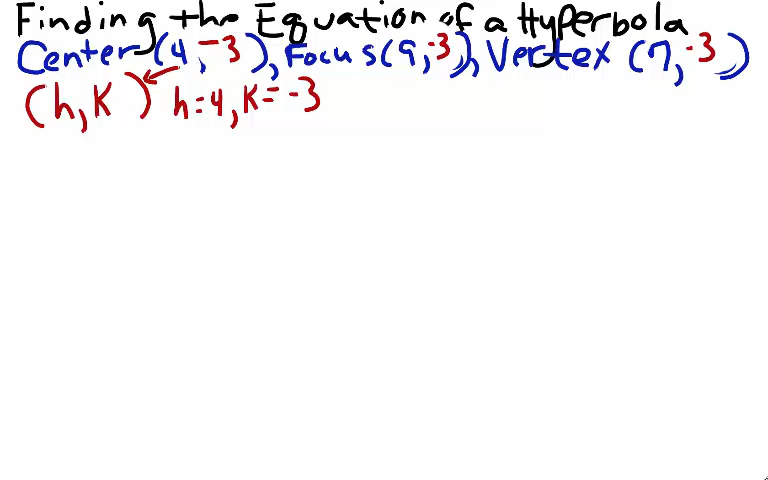 Finding the Equation of a Hyperbola
Center (4, -3), Focus (9, -3), Vertex (7, -3)
(h, K) h = 4, K = -3